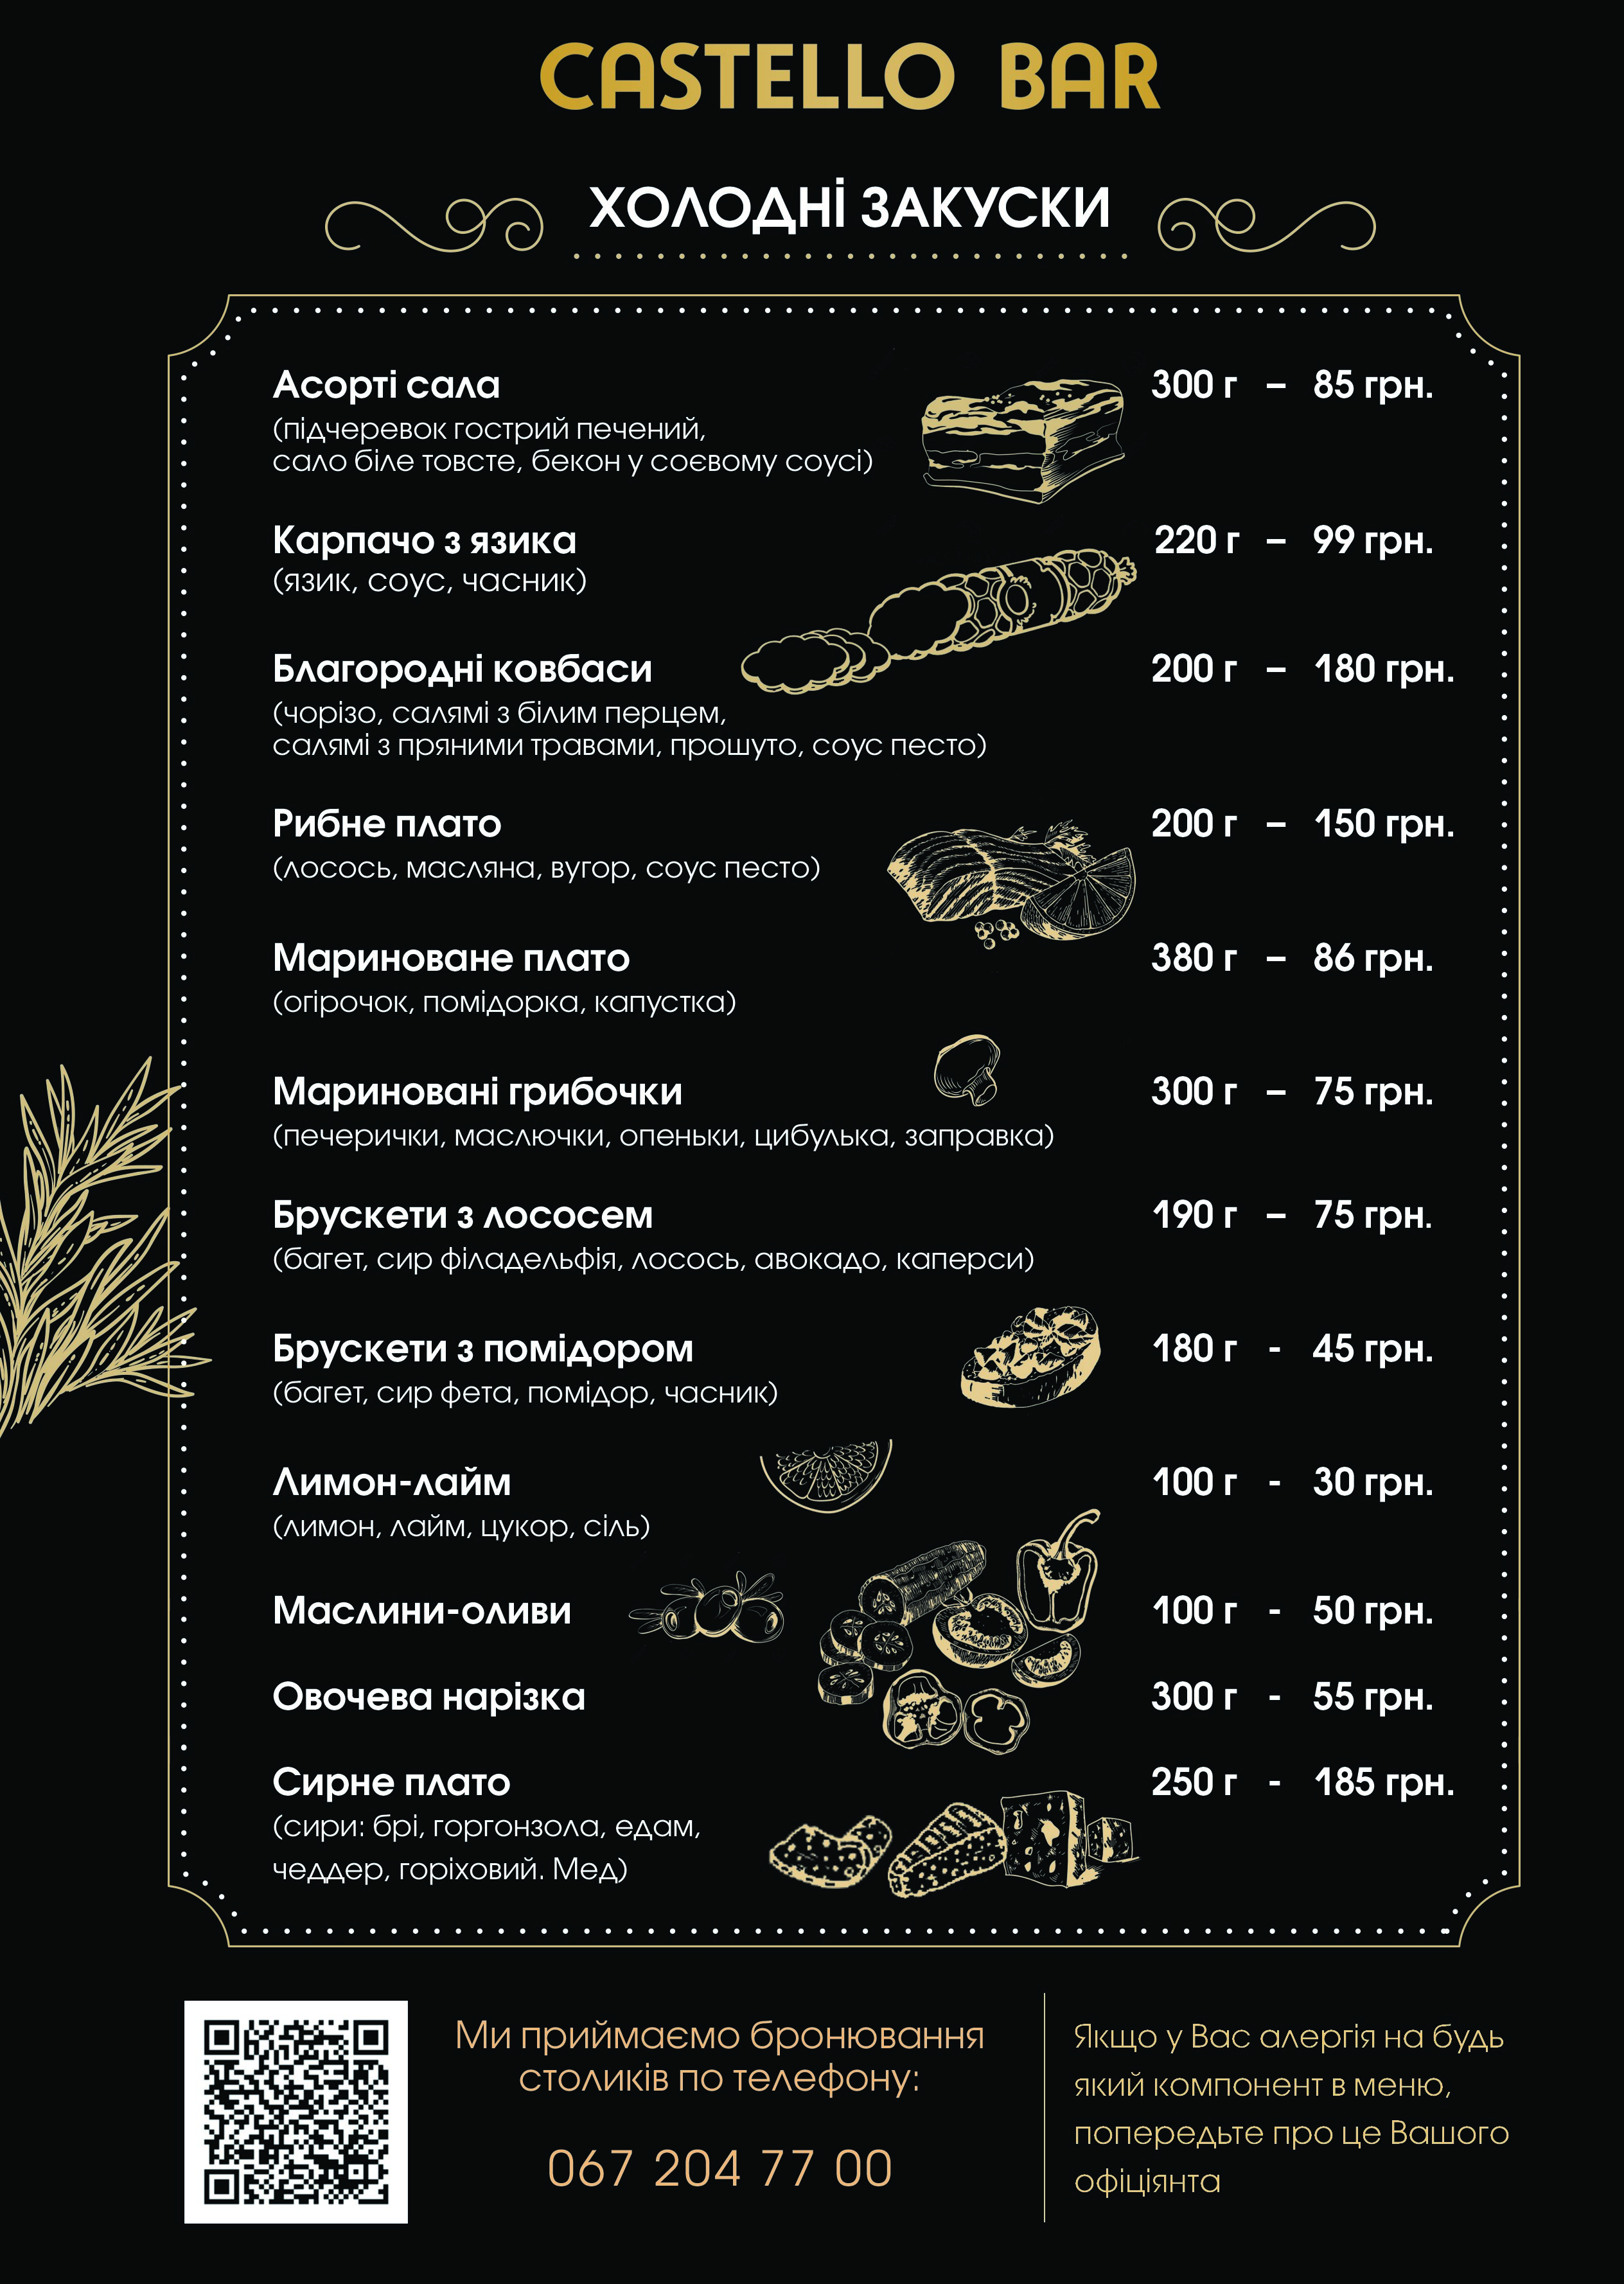 CASTELLO BAR
ХОЛОДНІ ЗАКУСКИ
Асорті сала 300 г – 85 грн.
(підчеревок гострий печений,
сало біле товсте, бекон у соєвому соусі)
Карпачо з язика 220 г – 99 грн.
(язик, соус, часник)
Благородні ковбаси 200 г – 180 грн.
(чорізо, салямі з білим перцем,
салямі з пряними травами, прошуто, соус песто)
Рибне плато 200 г – 150 грн.
(лосось, масляна, вугор, соус песто)
Мариноване плато 380 г – 86 грн.
(огірочок, помідорка, капустка)
Мариновані грибочки 300 г – 75 грн.
(печерички, маслючки, опеньки, цибулька, заправка)
Брускети з лососем 190 г – 75 грн.
(багет, сир філадельфія, лосось, авокадо, каперси)
Брускети з помідором 180 г - 45 грн.
(багет, сир фета, помідор, часник)
Лимон-лайм 100 г - 30 грн.
(лимон, лайм, цукор, сіль)
Маслини-оливи 100 г - 50 грн.
Овочева нарізка 300 г - 55 грн.
Сирне плато 250 г - 185 грн.
(сири: брі, горгонзола, едам,
чеддер, горіховий. Мед)
Ми приймаємо бронювання
столиків по телефону:
067 204 77 00
Якщо у Вас алергія на будь
який компонент в меню,
попередьте про це Вашого
офіціянта